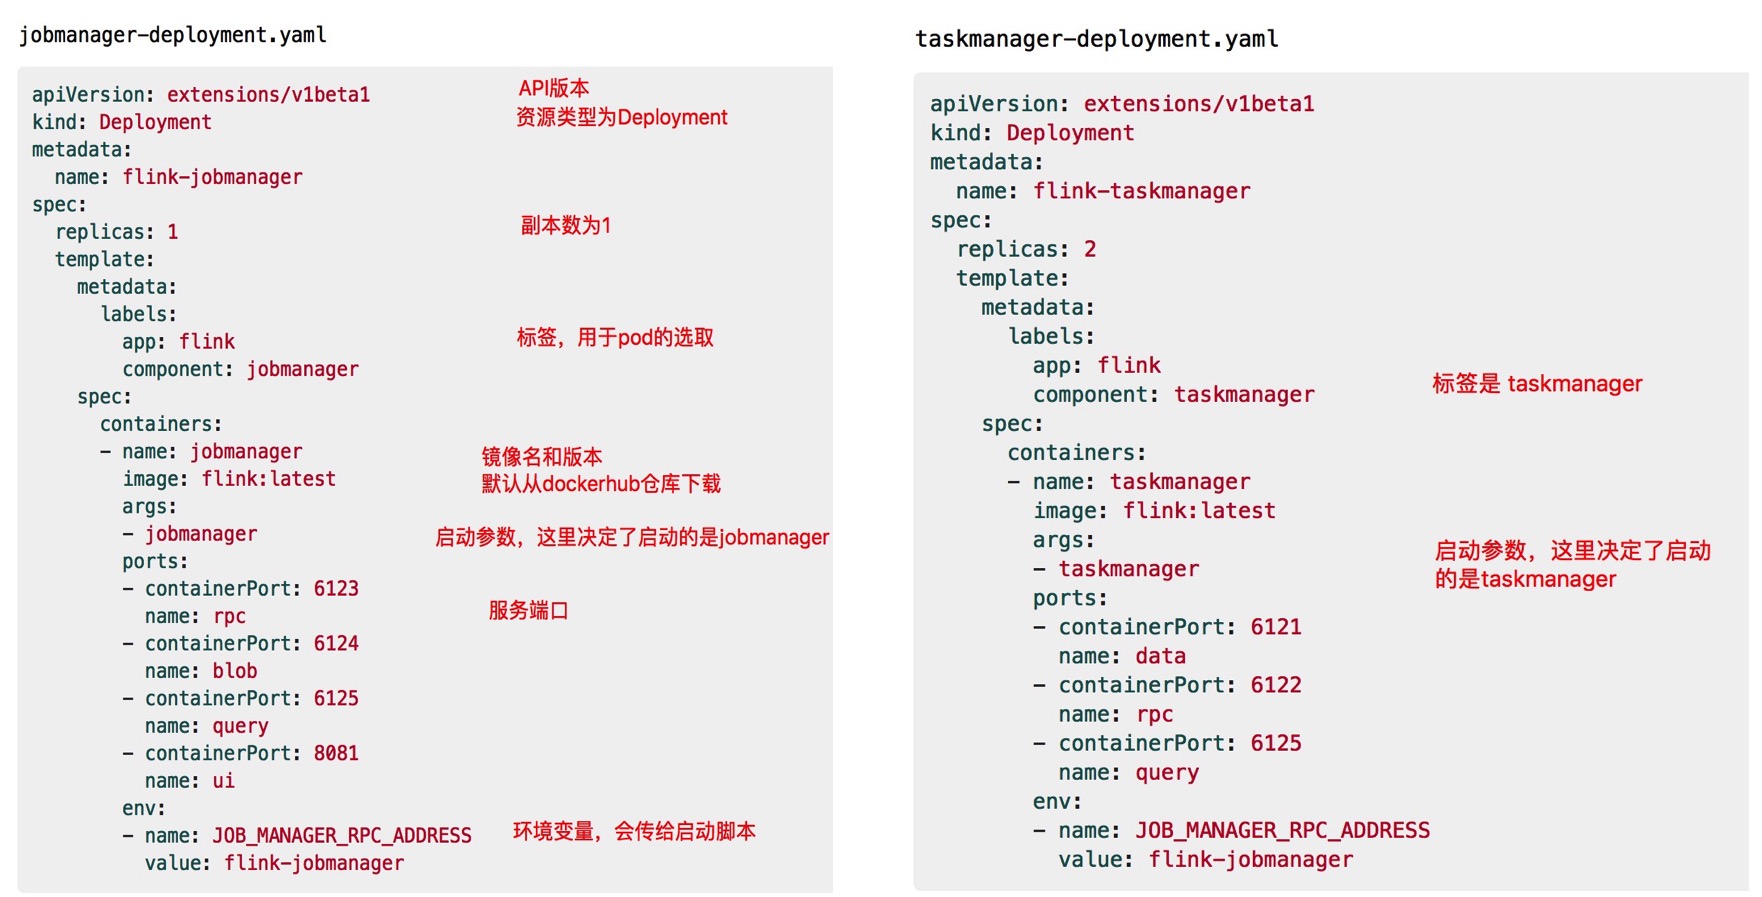 jobmanager-deployment.yaml
apiVersion: extensions/v1beta1
API版本
kind: Deployment
资源类型为Deployment
metadata:
  name: flink-jobmanager
spec:
  replicas: 1
副本数为1
  template:
    metadata:
      labels:
        app: flink
标签，用于pod的选取
        component: jobmanager
    spec:
      containers:
      - name: jobmanager
镜像名和版本
        image: flink:latest
默认从dockerhub仓库下载
        args:
        - jobmanager
启动参数，这里决定了启动的是jobmanager
        ports:
        - containerPort: 6123
          name: rpc
服务端口
        - containerPort: 6124
          name: blob
        - containerPort: 6125
          name: query
        - containerPort: 8081
          name: ui
        env:
        - name: JOB_MANAGER_RPC_ADDRESS
环境变量，会传给启动脚本
          value: flink-jobmanager
taskmanager-deployment.yaml
apiVersion: extensions/v1beta1
kind: Deployment
metadata:
  name: flink-taskmanager
spec:
  replicas: 2
  template:
    metadata:
      labels:
        app: flink
        component: taskmanager
标签是 taskmanager
    spec:
      containers:
      - name: taskmanager
        image: flink:latest
        args:
        - taskmanager
启动参数，这里决定了启动
的是taskmanager
        ports:
        - containerPort: 6121
          name: data
        - containerPort: 6122
          name: rpc
        - containerPort: 6125
          name: query
        env:
        - name: JOB_MANAGER_RPC_ADDRESS
          value: flink-jobmanager